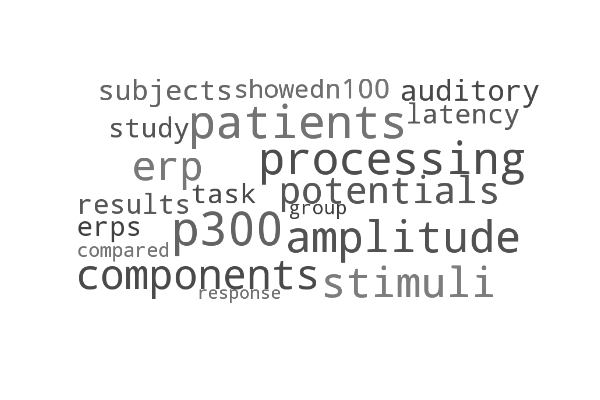 subjects showed n100 auditory
study patients latency
erp processing
results task potentials
erps p300 group amplitude
compared
components response stimuli